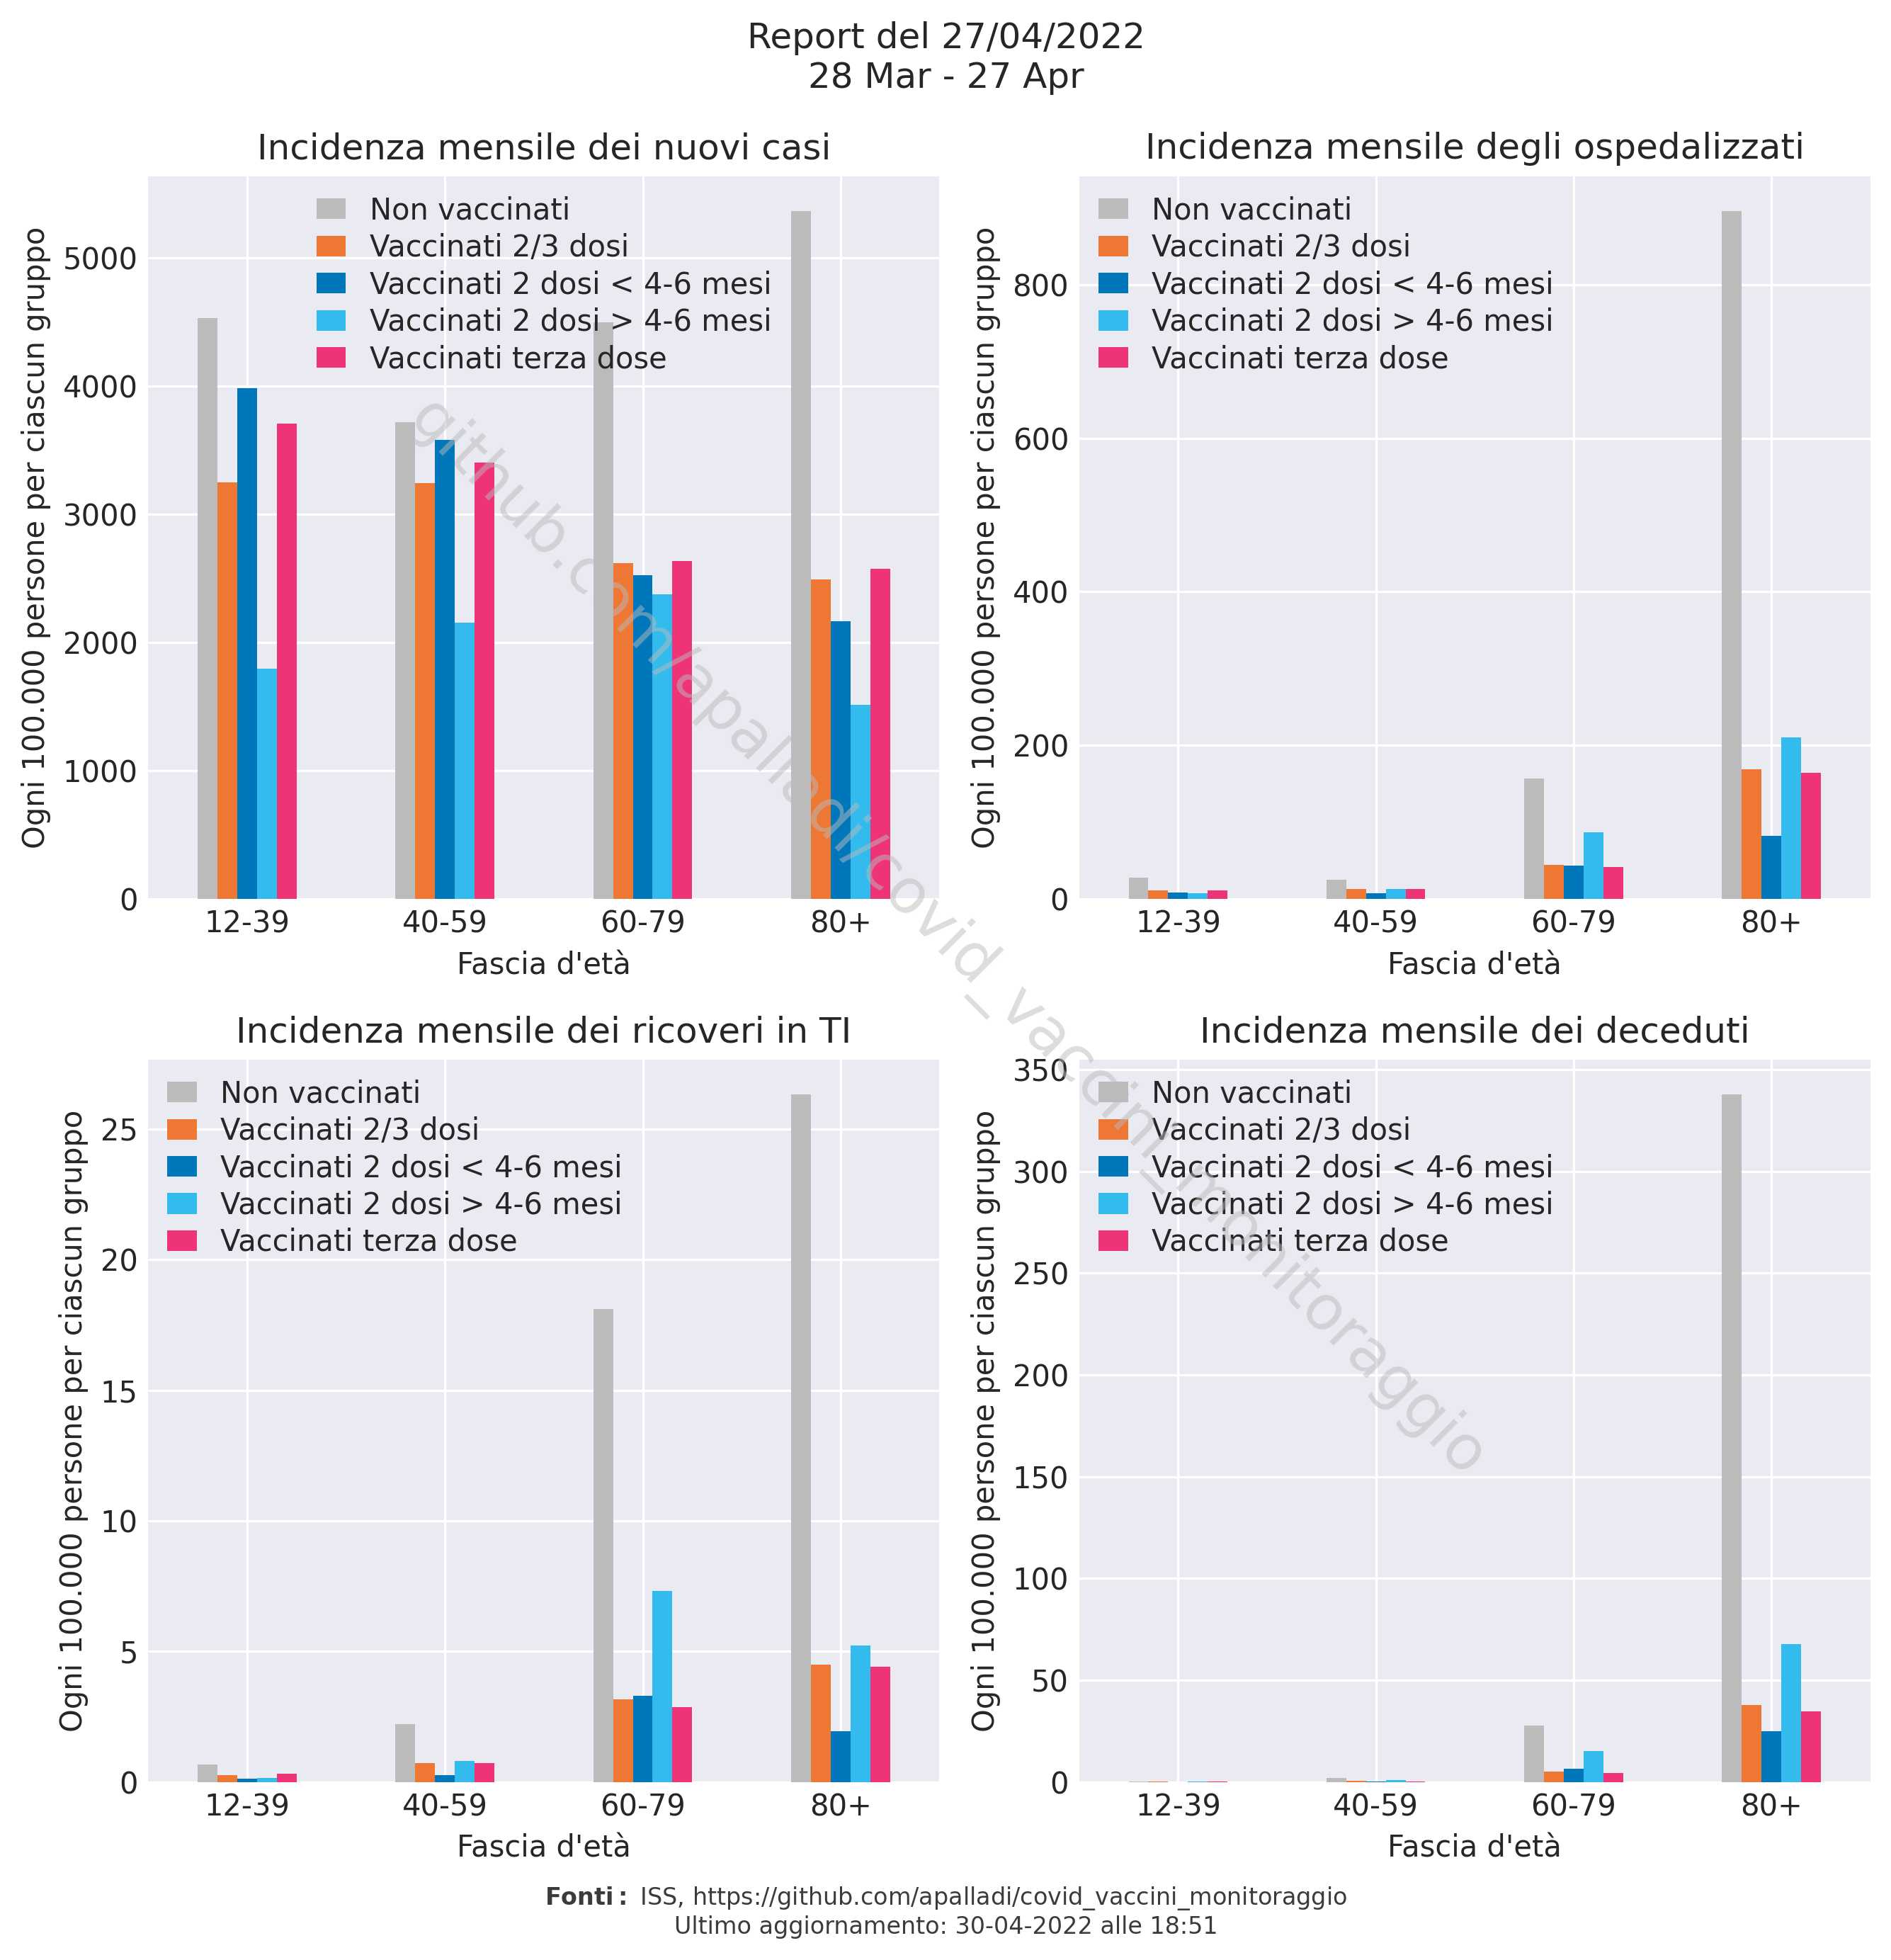 Report del 27/04/2022
28 Mar - 27 Apr
Incidenza mensile dei nuovi casi
Ogni 100.000 persone per ciascun gruppo
5000
4000
3000
2000
1000
0
Non vaccinati
Vaccinati 2/3 dosi
Vaccinati 2 dosi < 4-6 mesi
Vaccinati 2 dosi > 4-6 mesi
Vaccinati terza dose
12-39 40-59 60-79 80+
Fascia d'età
Incidenza mensile degli ospedalizzati
Ogni 100.000 persone per ciascun gruppo
800
600
400
200
0
Non vaccinati
Vaccinati 2/3 dosi
Vaccinati 2 dosi < 4-6 mesi
Vaccinati 2 dosi > 4-6 mesi
Vaccinati terza dose
12-39 40-59 60-79 80+
Fascia d'età
Incidenza mensile dei ricoveri in TI
Ogni 100.000 persone per ciascun gruppo
25
20
15
10
5
0
Non vaccinati
Vaccinati 2/3 dosi
Vaccinati 2 dosi < 4-6 mesi
Vaccinati 2 dosi > 4-6 mesi
Vaccinati terza dose
12-39 40-59 60-79 80+
Fascia d'età
Incidenza mensile dei deceduti
Ogni 100.000 persone per ciascun gruppo
350
300
250
200
150
100
50
0
Non vaccinati
Vaccinati 2/3 dosi
Vaccinati 2 dosi < 4-6 mesi
Vaccinati 2 dosi > 4-6 mesi
Vaccinati terza dose
12-39 40-59 60-79 80+
Fascia d'età
github.com/apalladi/covid_vaccini_monitoraggio
Fonti: ISS, https://github.com/apalladi/covid_vaccini_monitoraggio
Ultimo aggiornamento: 30-04-2022 alle 18:51